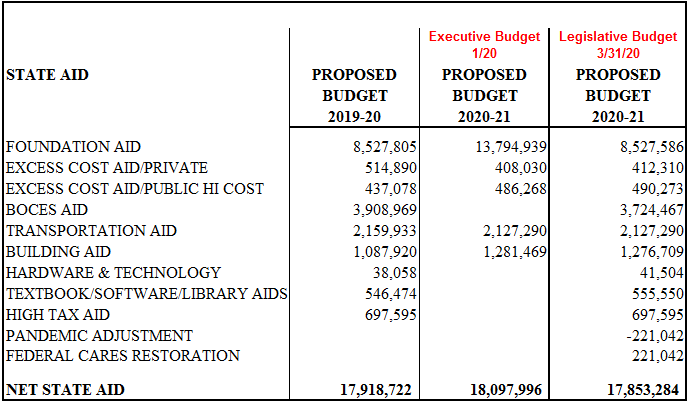 Executive Budget Legislative Budget
1/20 3/31/20
STATE AID PROPOSED PROPOSED PROPOSED
BUDGET BUDGET BUDGET
2019-20 2020-21 2020-21
FOUNDATION AID 8,527,805 13,794,939 8,527,586
EXCESS COST AID/PRIVATE 514,890 408,030 412,310
EXCESS COST AID/PUBLIC HI COST 437,078 486,268 490,273
BOCES AID 3,908,969 3,724,467
TRANSPORTATION AID 2,159,933 2,127,290 2,127,290
BUILDING AID 1,087,920 1,281,469 1,276,709
HARDWARE & TECHNOLOGY 38,058 41,504
TEXTBOOK/SOFTWARE/LIBRARY AIDS 546,474 555,550
HIGH TAX AID 697,595 697,595
PANDEMIC ADJUSTMENT -221,042
FEDERAL CARES RESTORATION 221,042
NET STATE AID 17,918,722 18,097,996 17,853,284